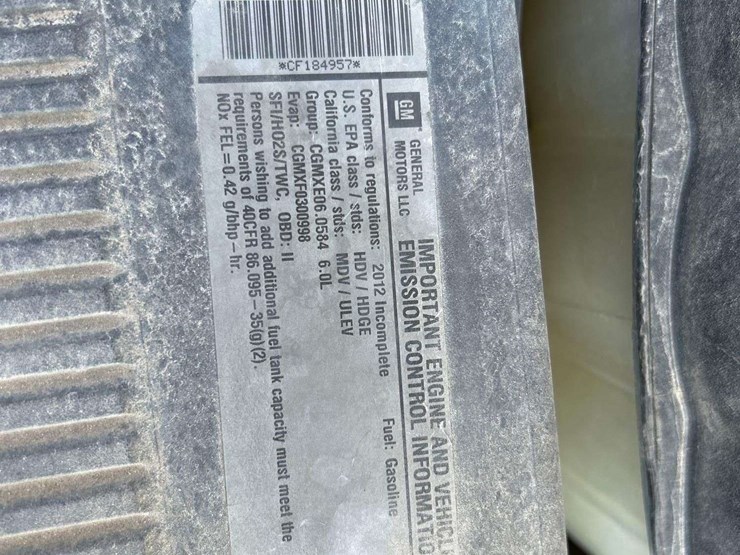 GM GENERAL MOTORS LLC
IMPORTANT ENGINE AND VEHICL
EMISSION CONTROL INFORMATIO
Conforms to regulations: 2012 Incomplete Fuel: Gasoline
U.S. EPA class / stds: HDV / HDGE
California class / stds: MDV / ULEV
Group: CGMXE06.0584 6.0L
Evap: CGMXF0300998
SFI/HO2S/TWC, OBD: II
Persons wishing to add additional fuel tank capacity must meet the
requirements of 40CFR 86.095-35(g)(2).
NOx FEL=0.42 g/bhp-hr.
*CF184957*